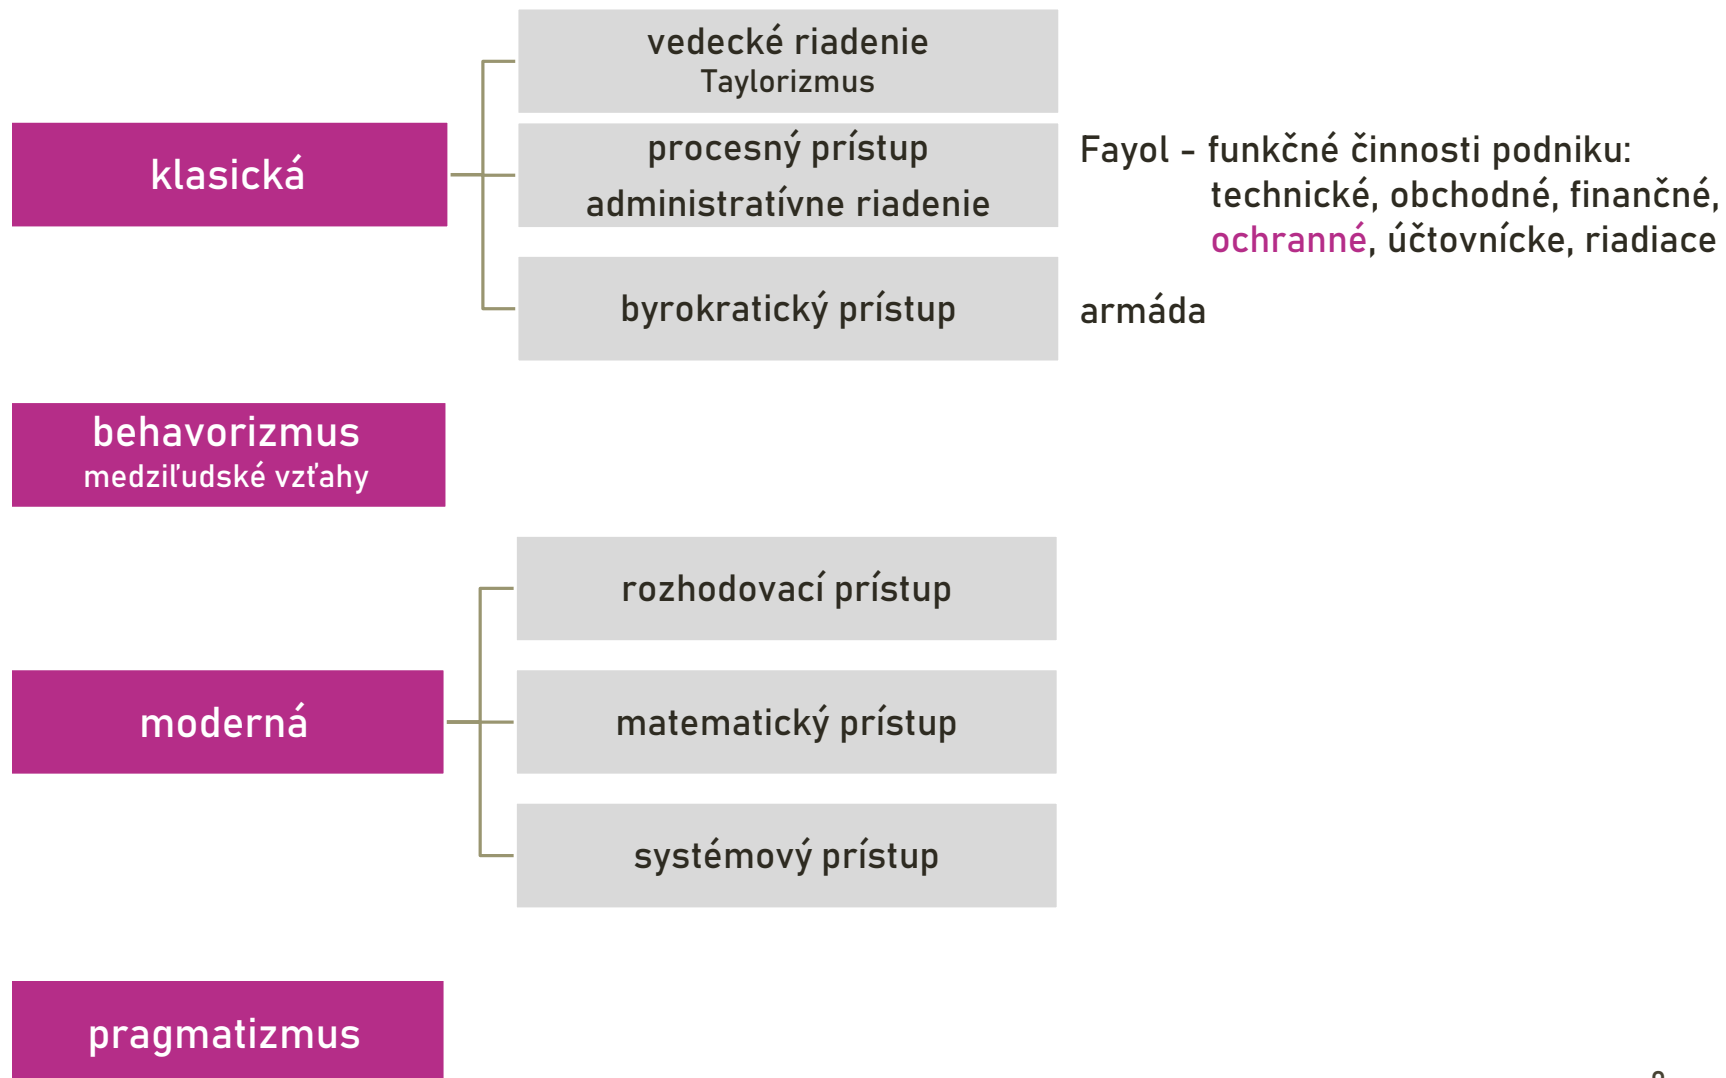 vedecké riadenie
Taylorizmus
klasická
procesný prístup
administratívne riadenie
Fayol - funkčné činnosti podniku:
technické, obchodné, finančné,
ochranné, účtovnícke, riadiace
byrokratický prístup
armáda
behavorizmus
medziľudské vzťahy
rozhodovací prístup
moderná
matematický prístup
systémový prístup
pragmatizmus